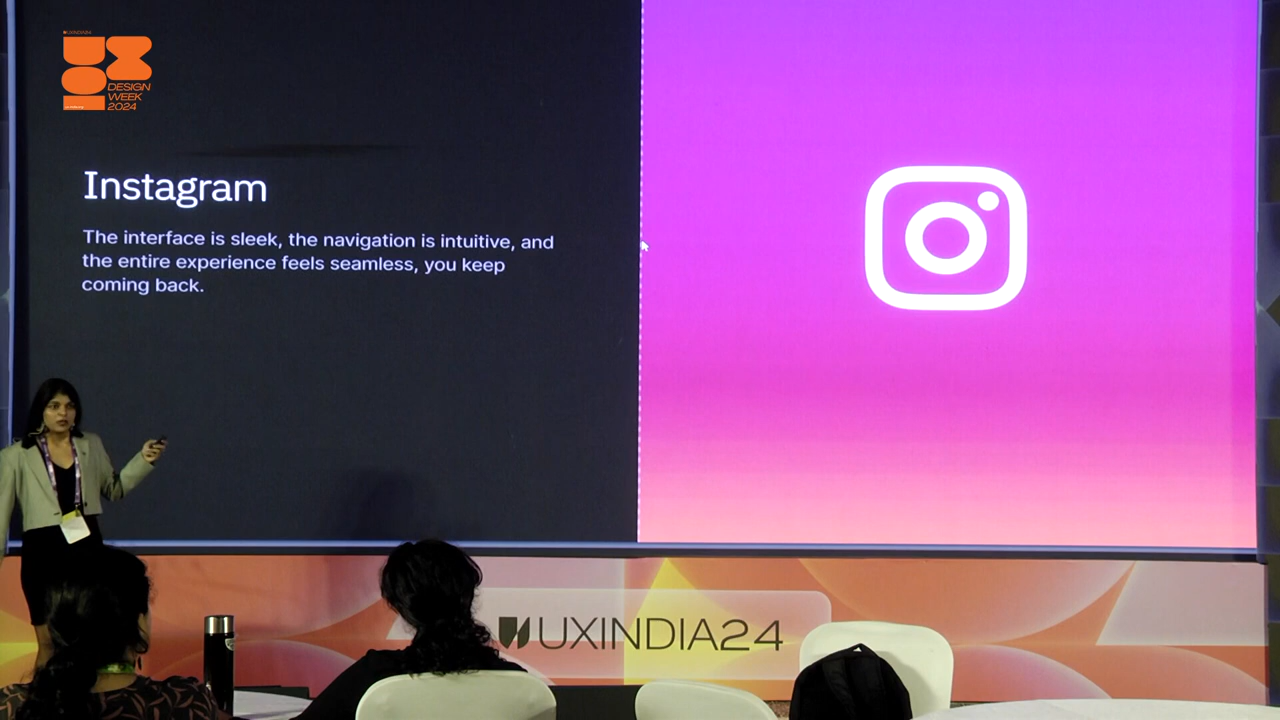 UXINDIA24
DESIGN
WEEK
2024
Instagram
The interface is sleek, the navigation is intuitive, and
the entire experience feels seamless, you keep
coming back.
UXINDIA24